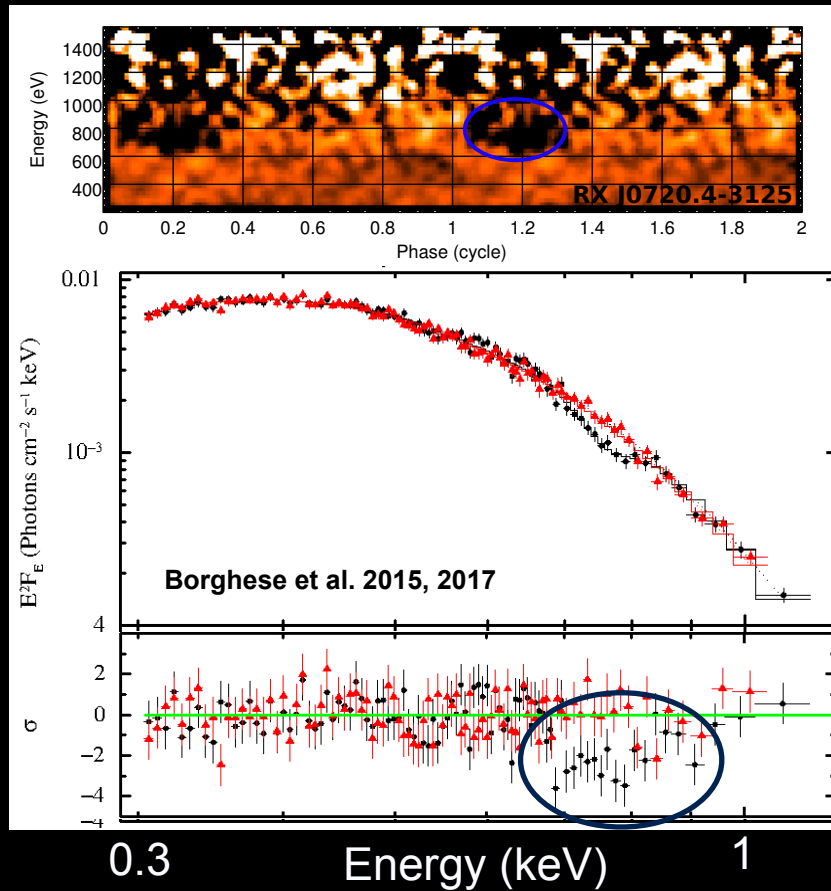 1400
1200
1000
800
600
400
Energy (eV)
RX J0720.4-3125
0 0.2 0.4 0.6 0.8 1 1.2 1.4 1.6 1.8 2
Phase (cycle)
0.01
10⁻³
E²F_E (Photons cm⁻² s⁻¹ keV)
Borghese et al. 2015, 2017
4
2
0
−2
−4
σ
0.3 Energy (keV) 1